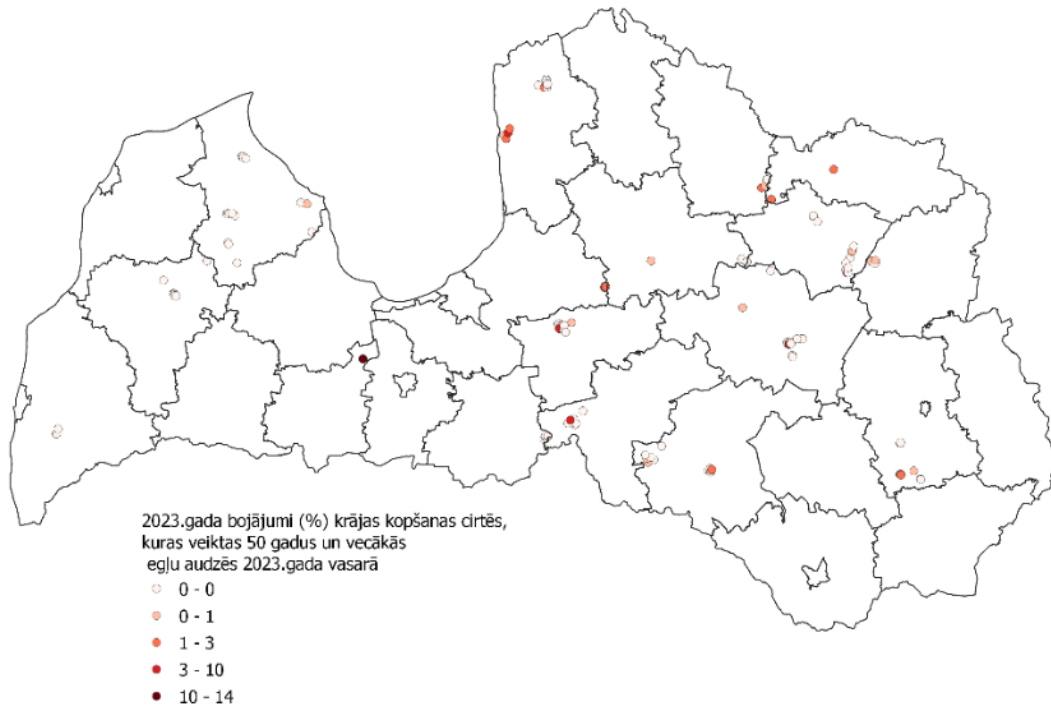 2023.gada bojājumi (%) krājas kopšanas cirtēs,
kuras veiktas 50 gadus un vecākās
egļu audzēs 2023.gada vasarā
0 - 0
0 - 1
1 - 3
3 - 10
10 - 14